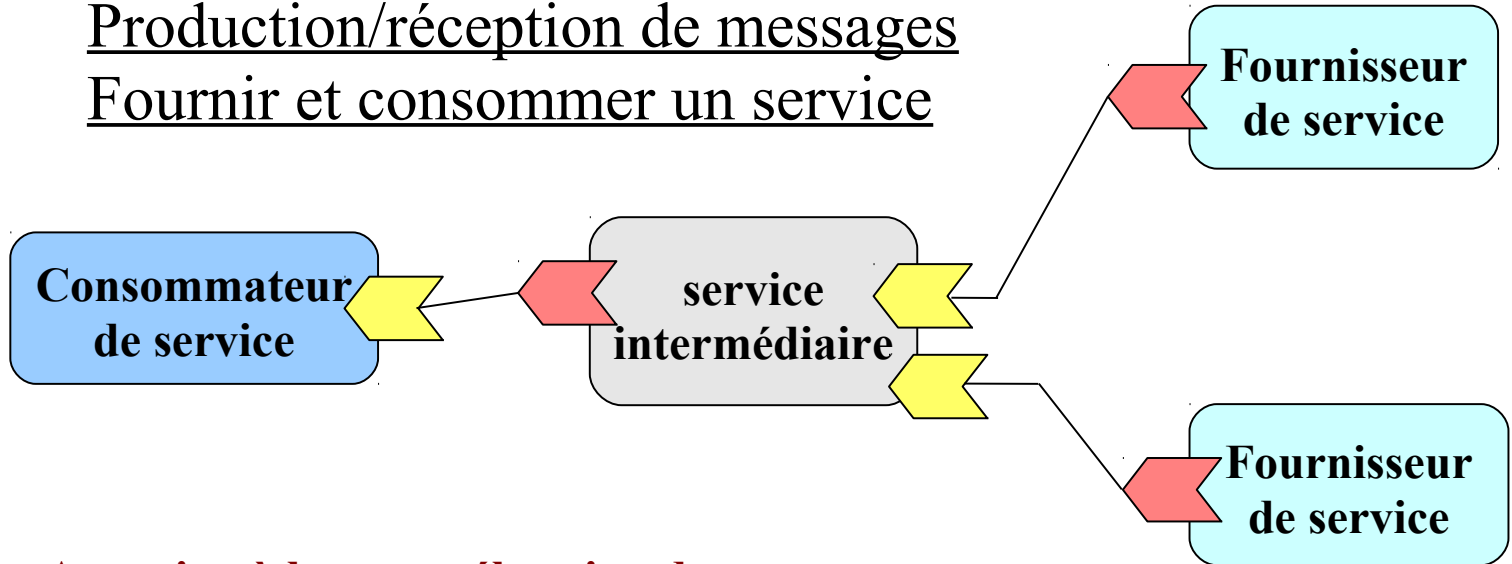 Production/réception de messages
Fournir et consommer un service
Fournisseur
de service
Consommateur
de service
service
intermédiaire
Fournisseur
de service